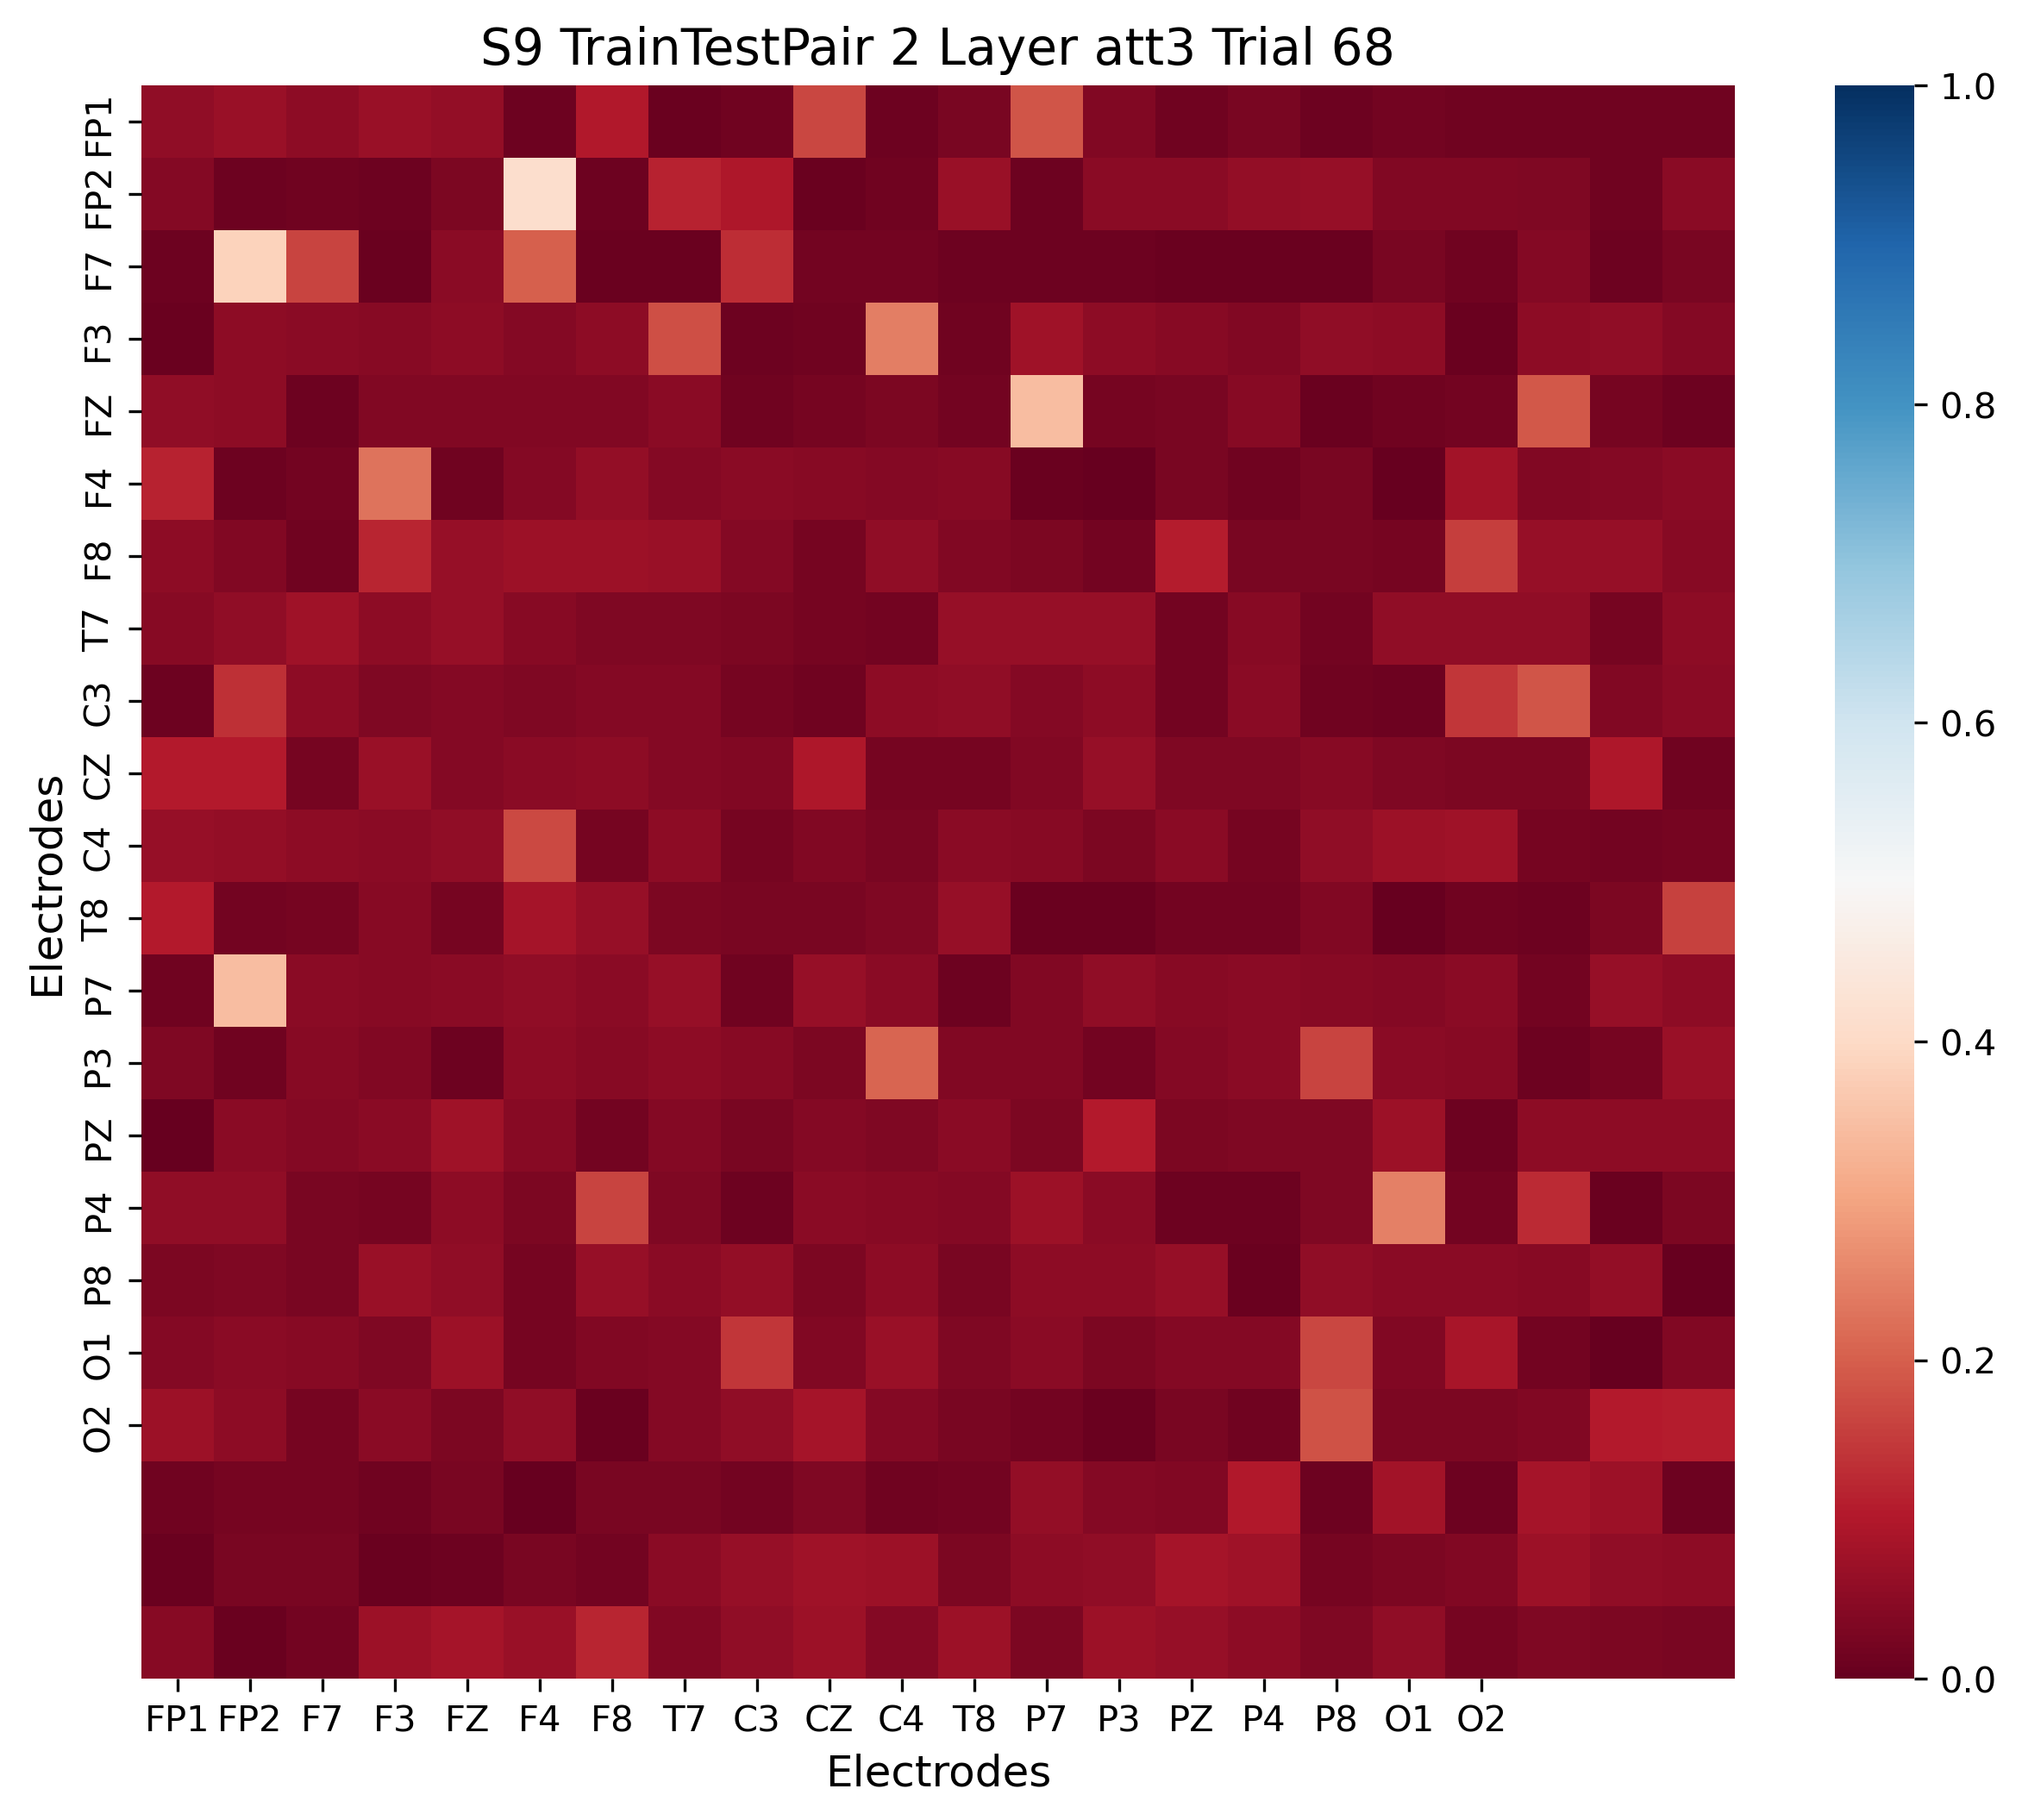 S9 TrainTestPair 2 Layer att3 Trial 68
Electrodes
FP1
FP2
F7
F3
FZ
F4
F8
T7
C3
CZ
C4
T8
P7
P3
PZ
P4
P8
O1
O2
FP1 FP2 F7 F3 FZ F4 F8 T7 C3 CZ C4 T8 P7 P3 PZ P4 P8 O1 O2
Electrodes
1.0
0.8
0.6
0.4
0.2
0.0